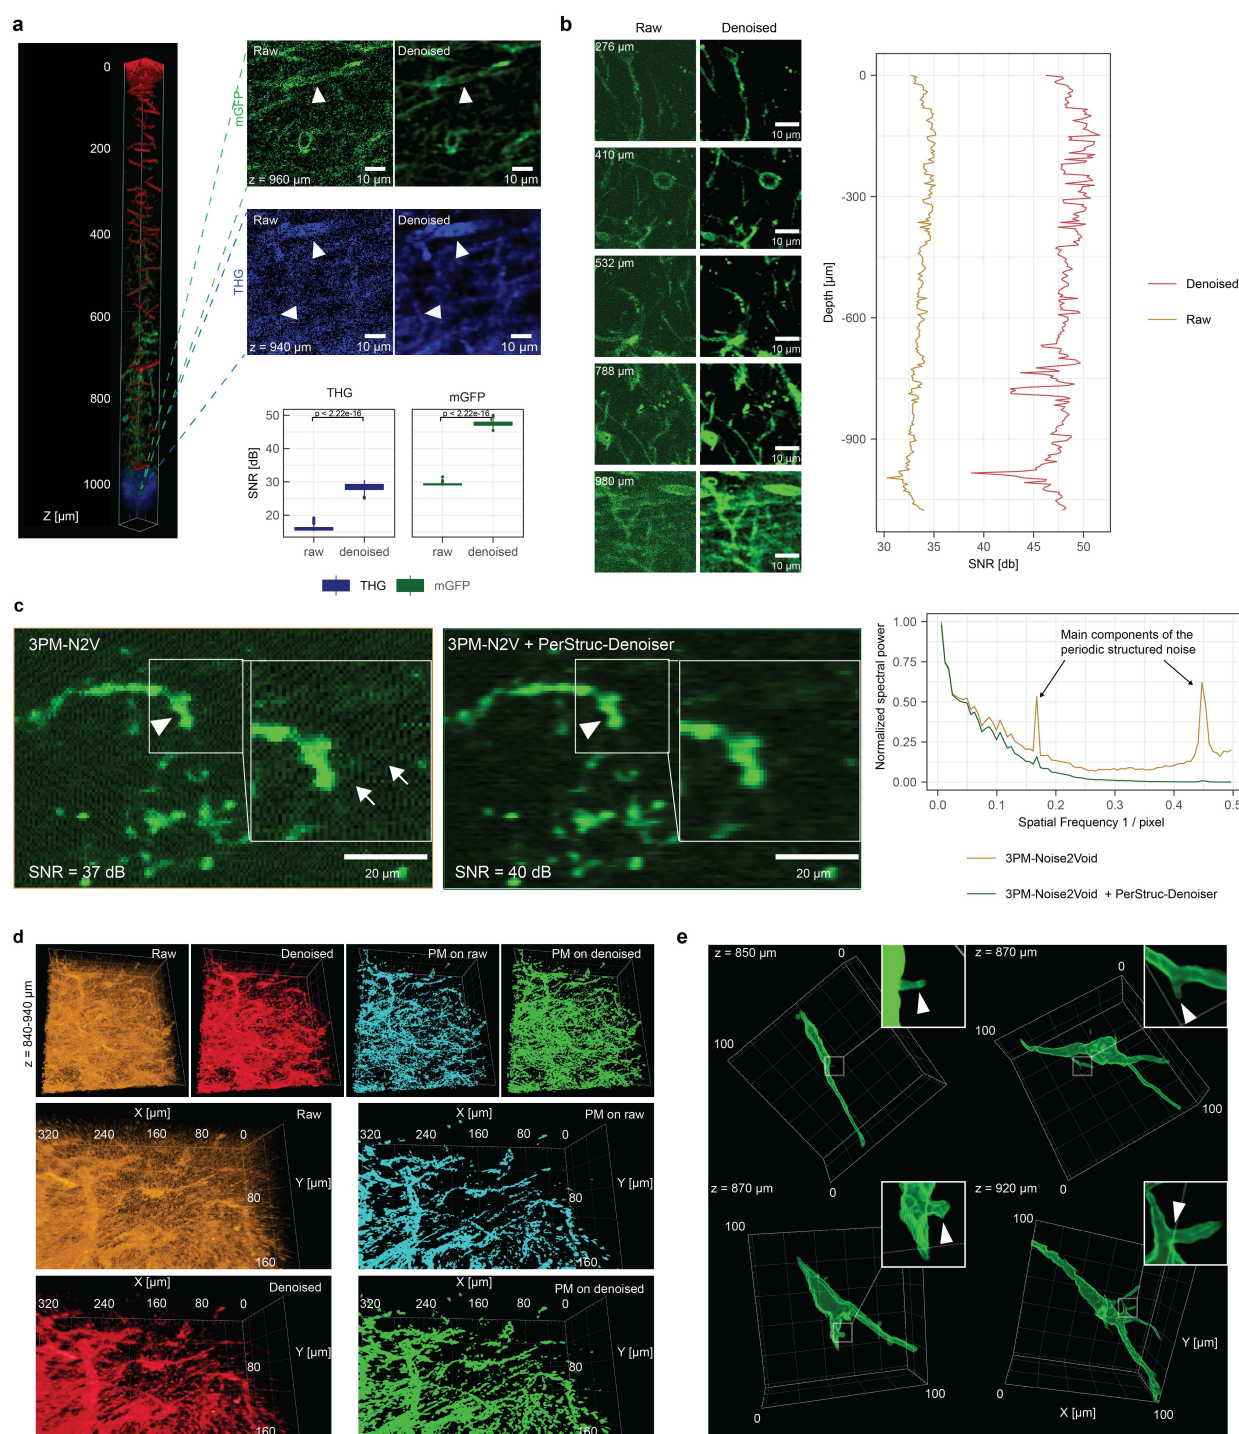 a
0
200
400
600
800
1000
Z [µm]
mGFP
Raw
Denoised
z = 960 µm
10 µm
10 µm
THG
Raw
Denoised
z = 940 µm
10 µm
10 µm
THG
mGFP
p < 2.22e-16
p < 2.22e-16
SNR [dB]
50
40
30
20
raw
denoised
raw
denoised
THG
mGFP
b
Raw
Denoised
276 µm
10 µm
410 µm
10 µm
532 µm
10 µm
788 µm
10 µm
980 µm
10 µm
Depth [µm]
0
-300
-600
-900
30
35
40
45
50
SNR [db]
Denoised
Raw
c
3PM-N2V
SNR = 37 dB
20 µm
3PM-N2V + PerStruc-Denoiser
SNR = 40 dB
20 µm
Normalized spectral power
1.00
0.75
0.50
0.25
0.00
Main components of the
periodic structured noise
0.0
0.1
0.2
0.3
0.4
0.5
Spatial Frequency 1 / pixel
3PM-Noise2Void
3PM-Noise2Void + PerStruc-Denoiser
d
z = 840-940 µm
Raw
Denoised
PM on raw
PM on denoised
X [µm]
Raw
320
240
160
80
0
Y [µm]
80
160
X [µm]
PM on raw
320
240
160
80
0
Y [µm]
80
160
X [µm]
Denoised
320
240
160
80
0
Y [µm]
80
160
X [µm]
PM on denoised
320
240
160
80
0
Y [µm]
80
160
e
z = 850 µm
0
100
0
z = 870 µm
0
100
100
0
z = 870 µm
100
0
100
z = 920 µm
100
Y [µm]
0
X [µm]
100